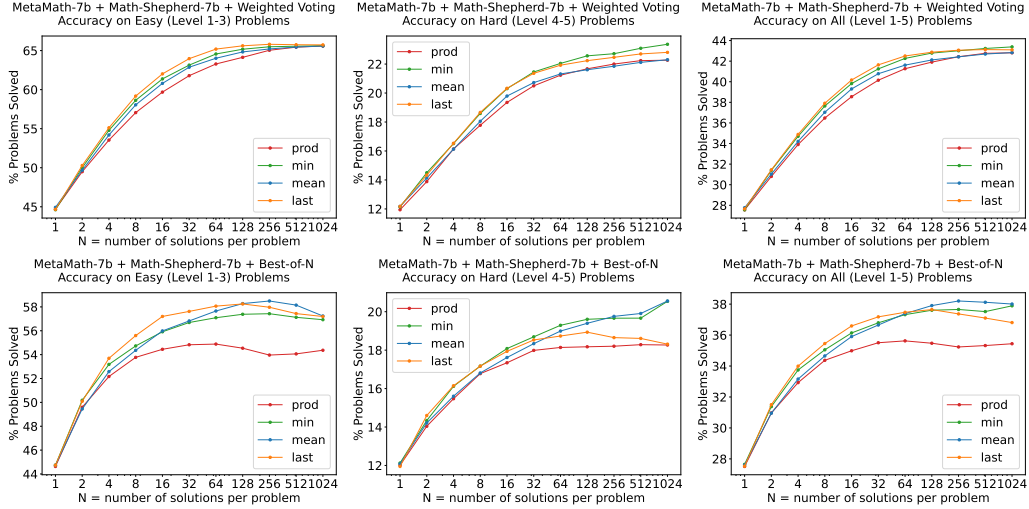 MetaMath-7b + Math-Shepherd-7b + Weighted Voting
Accuracy on Easy (Level 1-3) Problems
% Problems Solved
65
60
55
50
45
prod
min
mean
last
1 2 4 8 16 32 64 128 256 512 1024
N = number of solutions per problem
MetaMath-7b + Math-Shepherd-7b + Weighted Voting
Accuracy on Hard (Level 4-5) Problems
% Problems Solved
22
20
18
16
14
12
prod
min
mean
last
1 2 4 8 16 32 64 128 256 512 1024
N = number of solutions per problem
MetaMath-7b + Math-Shepherd-7b + Weighted Voting
Accuracy on All (Level 1-5) Problems
% Problems Solved
44
42
40
38
36
34
32
30
28
prod
min
mean
last
1 2 4 8 16 32 64 128 256 512 1024
N = number of solutions per problem
MetaMath-7b + Math-Shepherd-7b + Best-of-N
Accuracy on Easy (Level 1-3) Problems
% Problems Solved
58
56
54
52
50
48
46
44
prod
min
mean
last
1 2 4 8 16 32 64 128 256 512 1024
N = number of solutions per problem
MetaMath-7b + Math-Shepherd-7b + Best-of-N
Accuracy on Hard (Level 4-5) Problems
% Problems Solved
20
18
16
14
12
prod
min
mean
last
1 2 4 8 16 32 64 128 256 512 1024
N = number of solutions per problem
MetaMath-7b + Math-Shepherd-7b + Best-of-N
Accuracy on All (Level 1-5) Problems
% Problems Solved
38
36
34
32
30
28
prod
min
mean
last
1 2 4 8 16 32 64 128 256 512 1024
N = number of solutions per problem